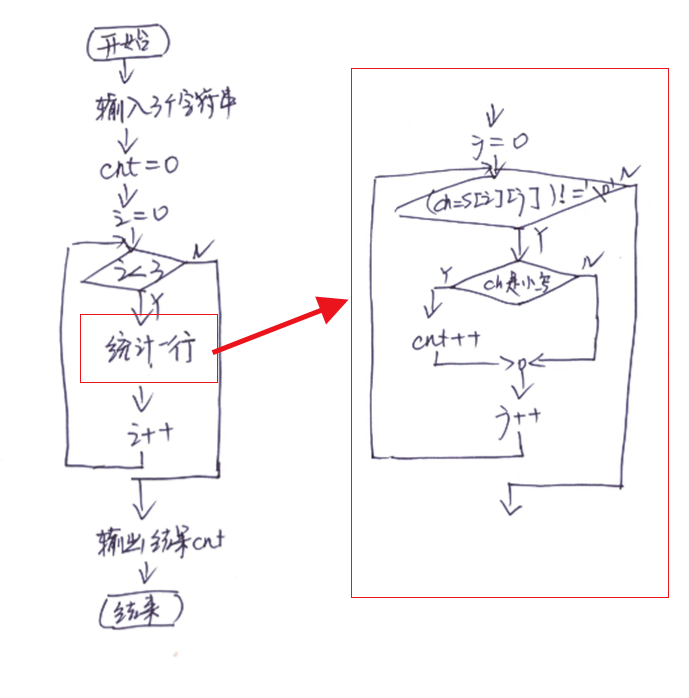 开始
输入3个字符串
cnt=0
i=0
i<3
N
Y
统计一行
i++
输出结果cnt
结束
j=0
(ch=s[i][j])!='\0'
N
Y
ch是小写
Y
N
cnt++
j++